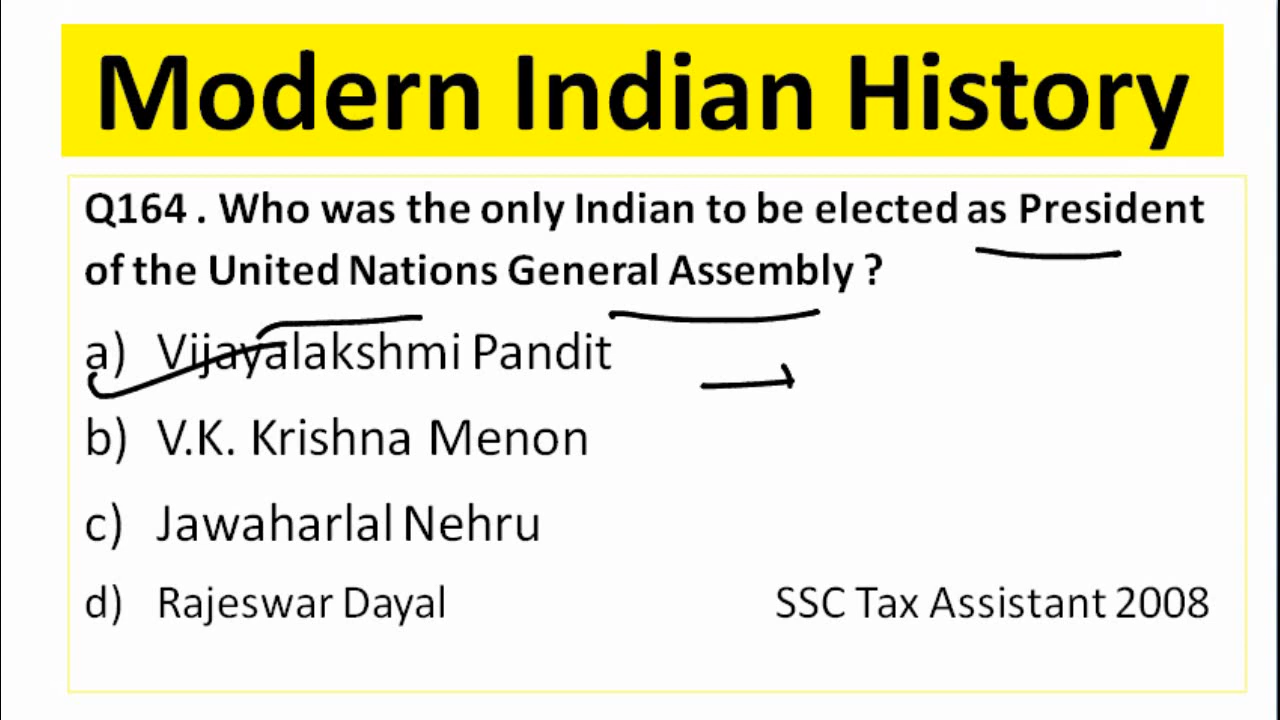 Modern Indian History
Q164 . Who was the only Indian to be elected as President
of the United Nations General Assembly ?
a) Vijayalakshmi Pandit
b) V.K. Krishna Menon
c) Jawaharlal Nehru
d) Rajeswar Dayal SSC Tax Assistant 2008